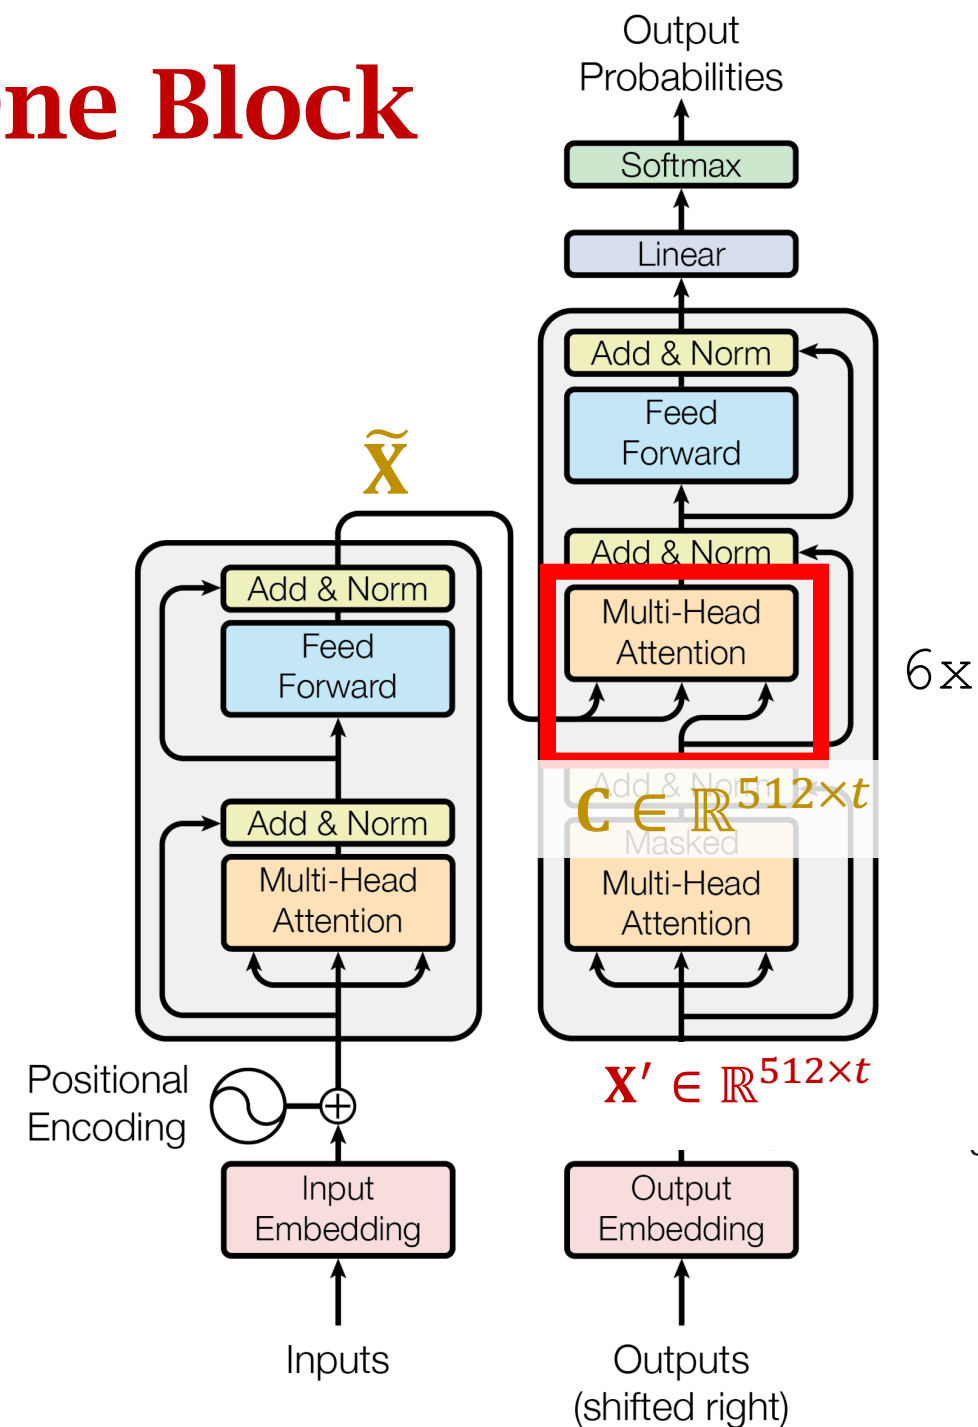 ne Block
Output
Probabilities
Softmax
Linear
Add & Norm
Feed
Forward
Add & Norm
Multi-Head
Attention
6x
Add & Norm
C ∈ ℝ^{512×t}
Masked
Multi-Head
Attention
X′ ∈ ℝ^{512×t}
Output
Embedding
Outputs
(shifted right)
X̃
Add & Norm
Feed
Forward
Add & Norm
Multi-Head
Attention
Positional
Encoding
Input
Embedding
Inputs